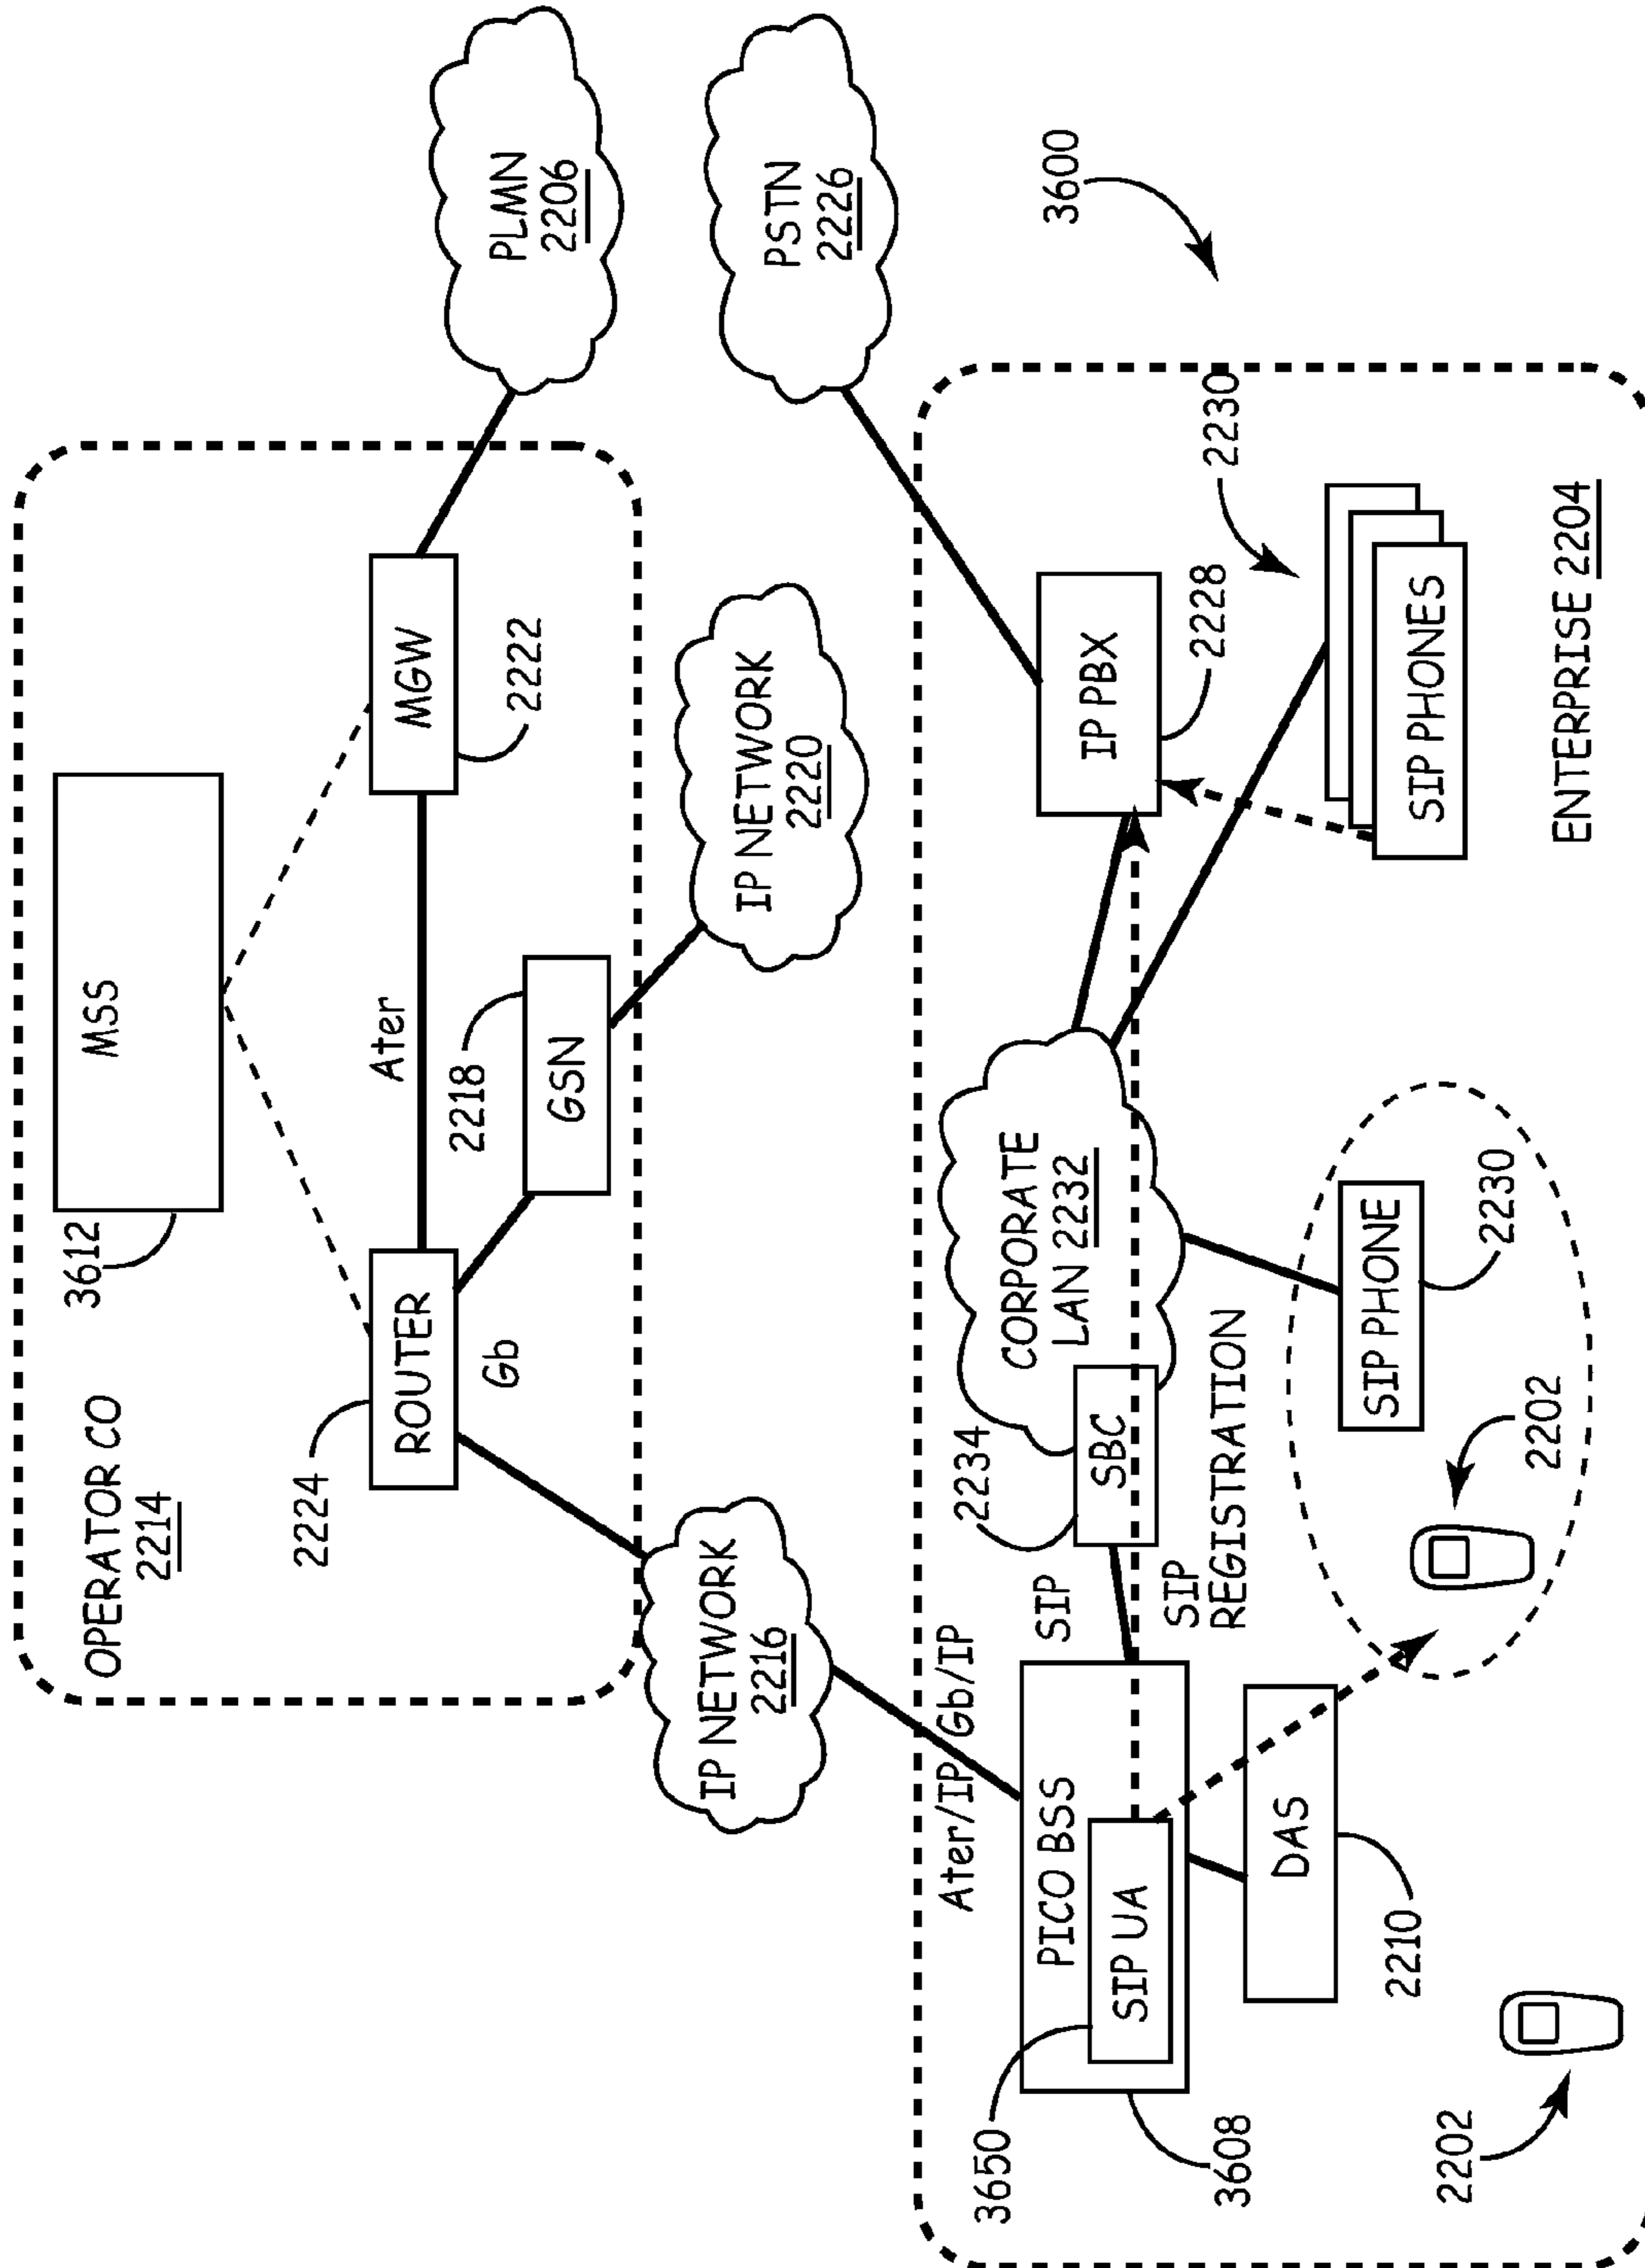 OPERATOR CO
2214
3612
MSS
2224
ROUTER
Ater
MGW
2222
Gb
2218
GSN
PLMN
2206
IP NETWORK
2216
IP NETWORK
2220
PSTN
2226
3600
Ater/IP Gb/IP
3650
PICO BSS
SIP UA
3608
SIP
SIP
REGISTRATION
2234
SBC
CORPORATE
LAN 2232
IP PBX
2228
2230
SIP PHONES
DAS
2210
SIP PHONE
2230
2202
2202
ENTERPRISE 2204